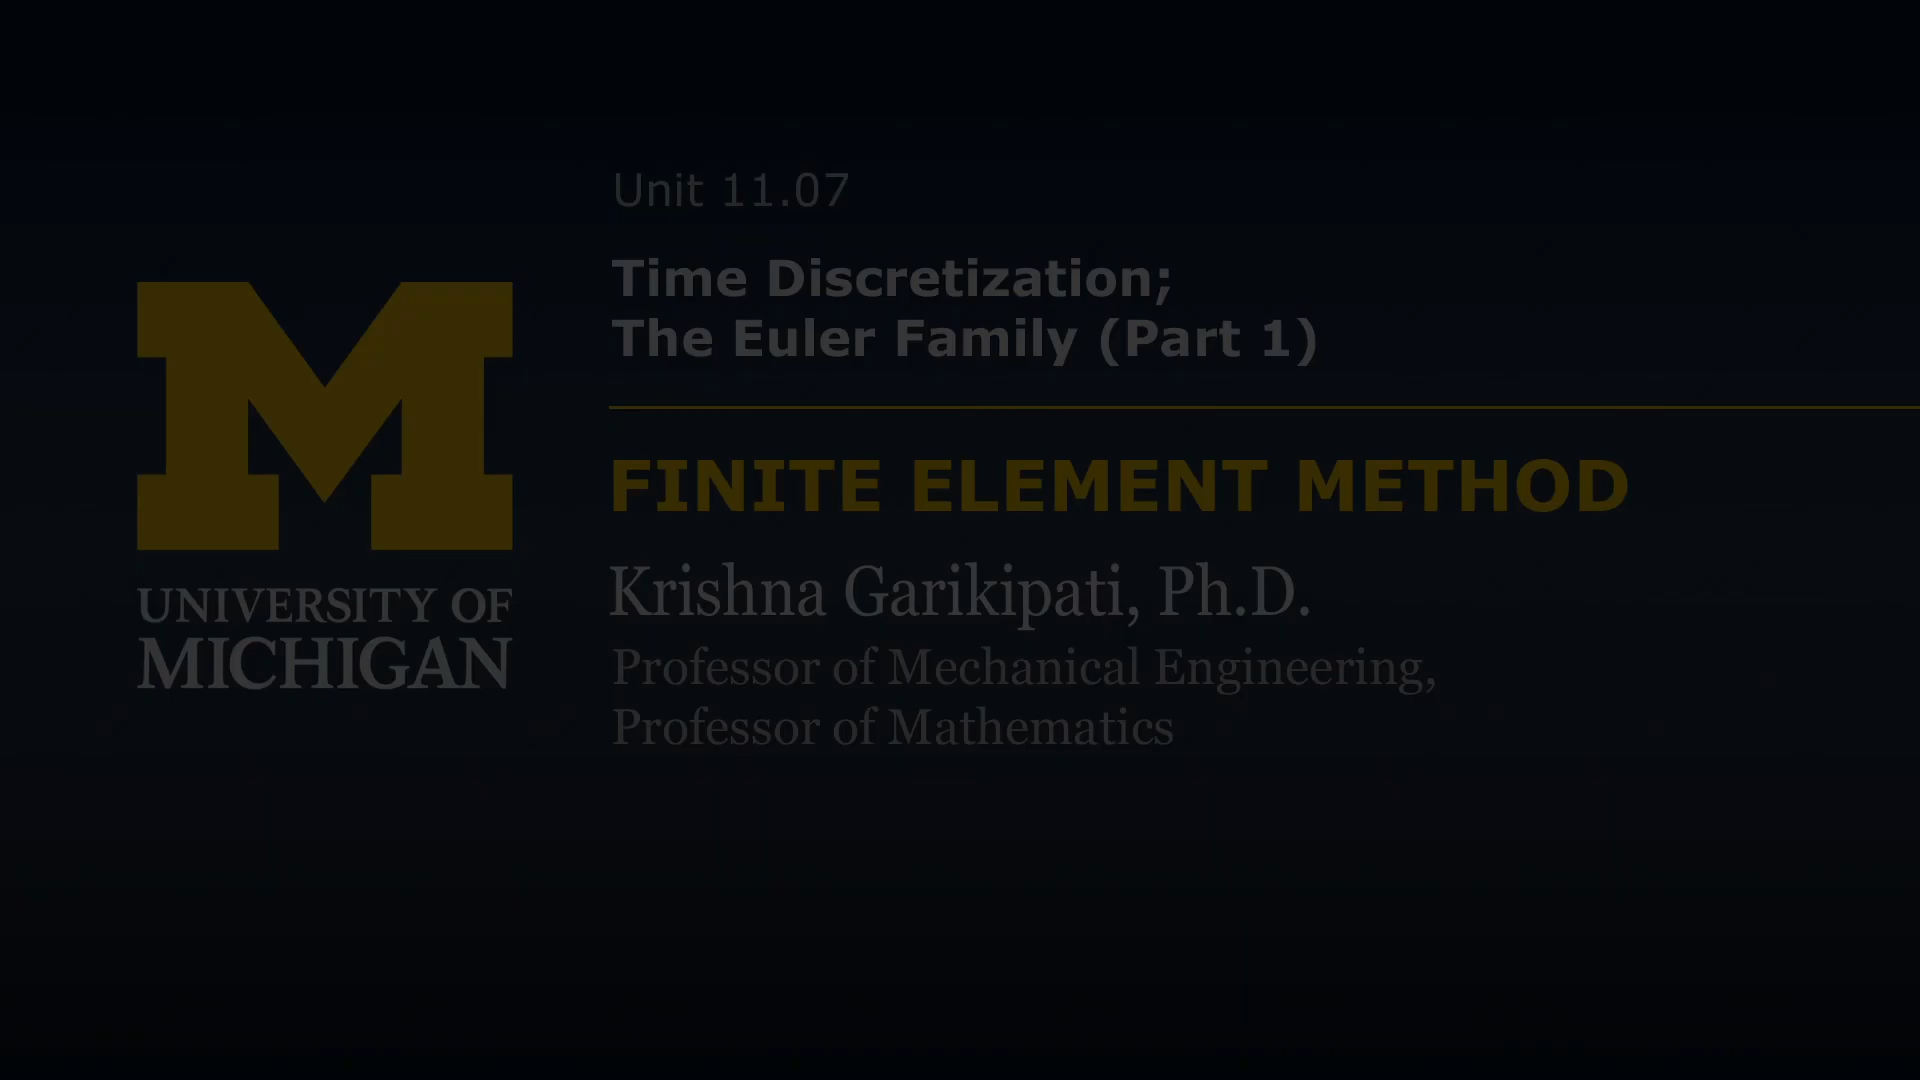 Unit 11.07
Time Discretization;
The Euler Family (Part 1)
FINITE ELEMENT METHOD
Krishna Garikipati, Ph.D.
Professor of Mechanical Engineering,
Professor of Mathematics
M
UNIVERSITY OF
MICHIGAN